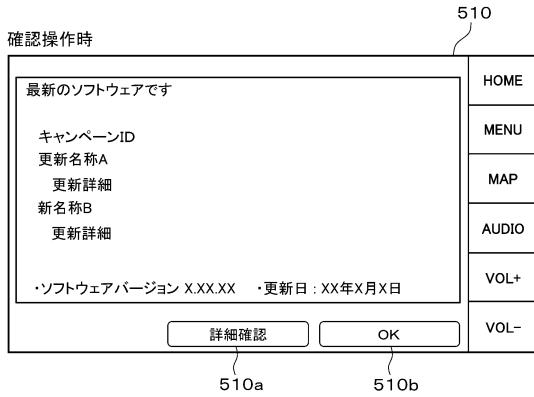 510
確認操作時
最新のソフトウェアです
キャンペーンID
更新名称A
更新詳細
新名称B
更新詳細
・ソフトウェアバージョン X.XX.XX ・更新日 : XX年X月X日
詳細確認
OK
HOME
MENU
MAP
AUDIO
VOL+
VOL−
510a
510b